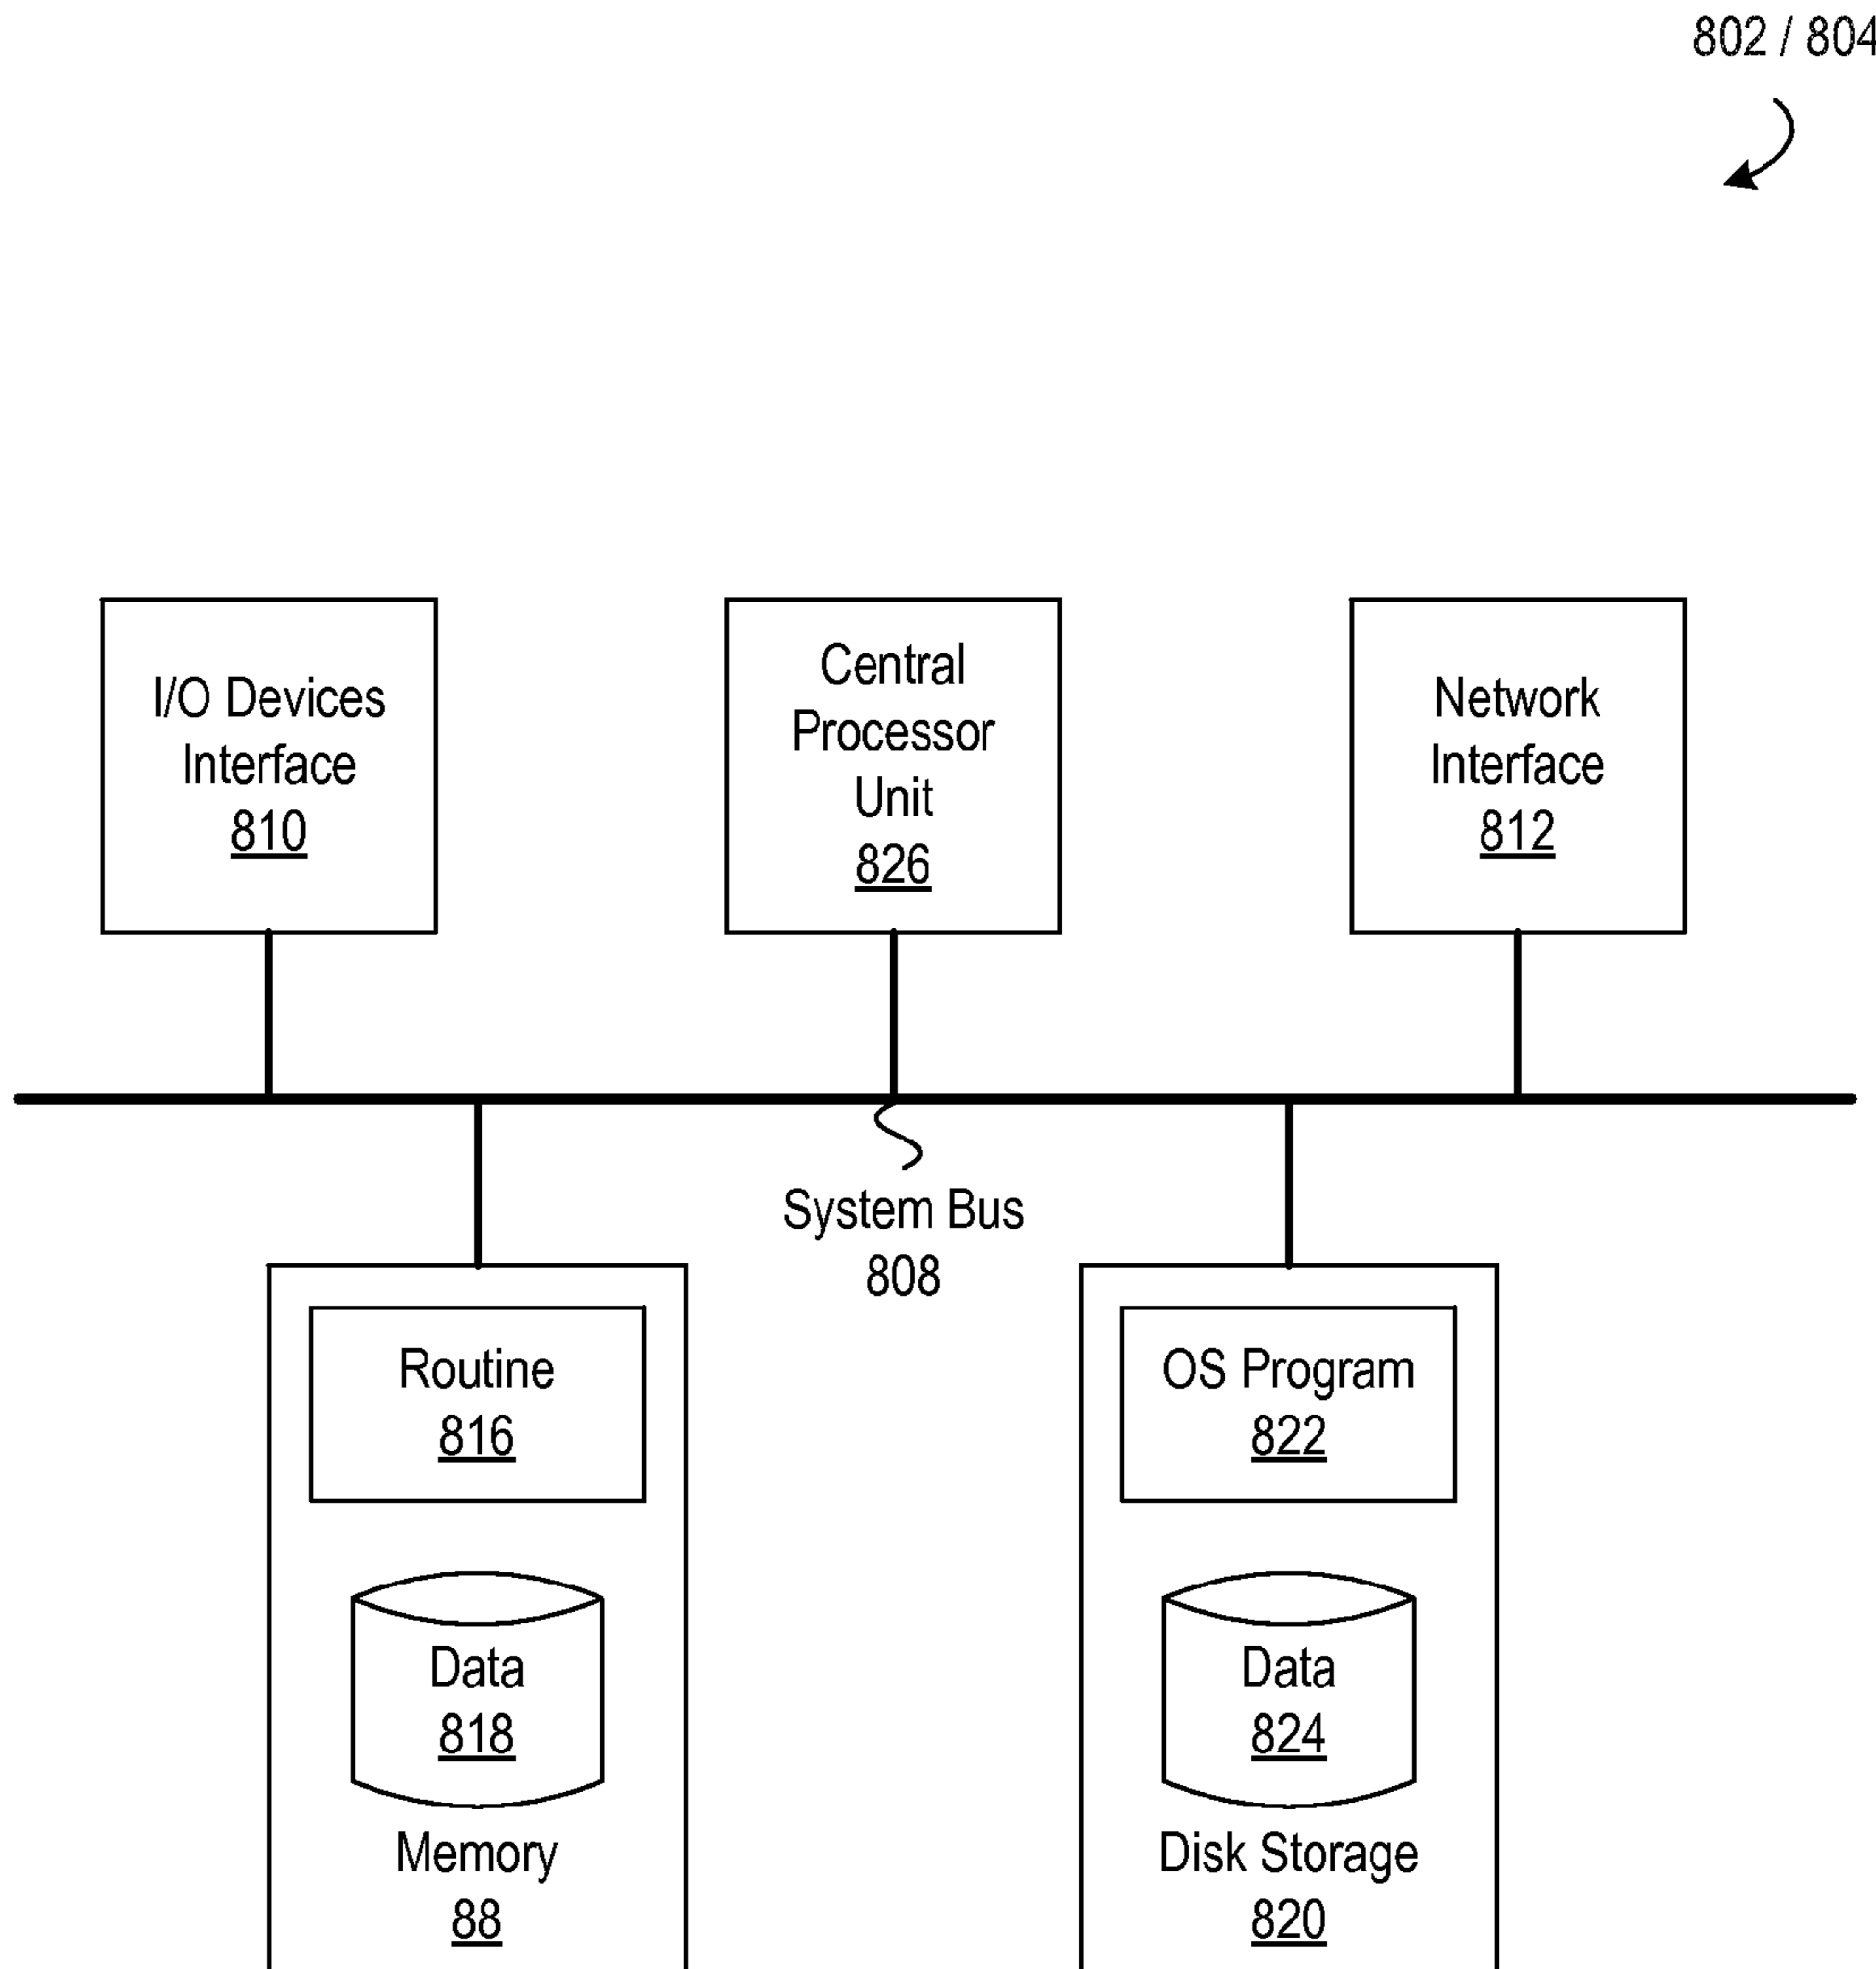 802 / 804
I/O Devices
Interface
810
Central
Processor
Unit
826
Network
Interface
812
System Bus
808
Routine
816
Data
818
Memory
88
OS Program
822
Data
824
Disk Storage
820